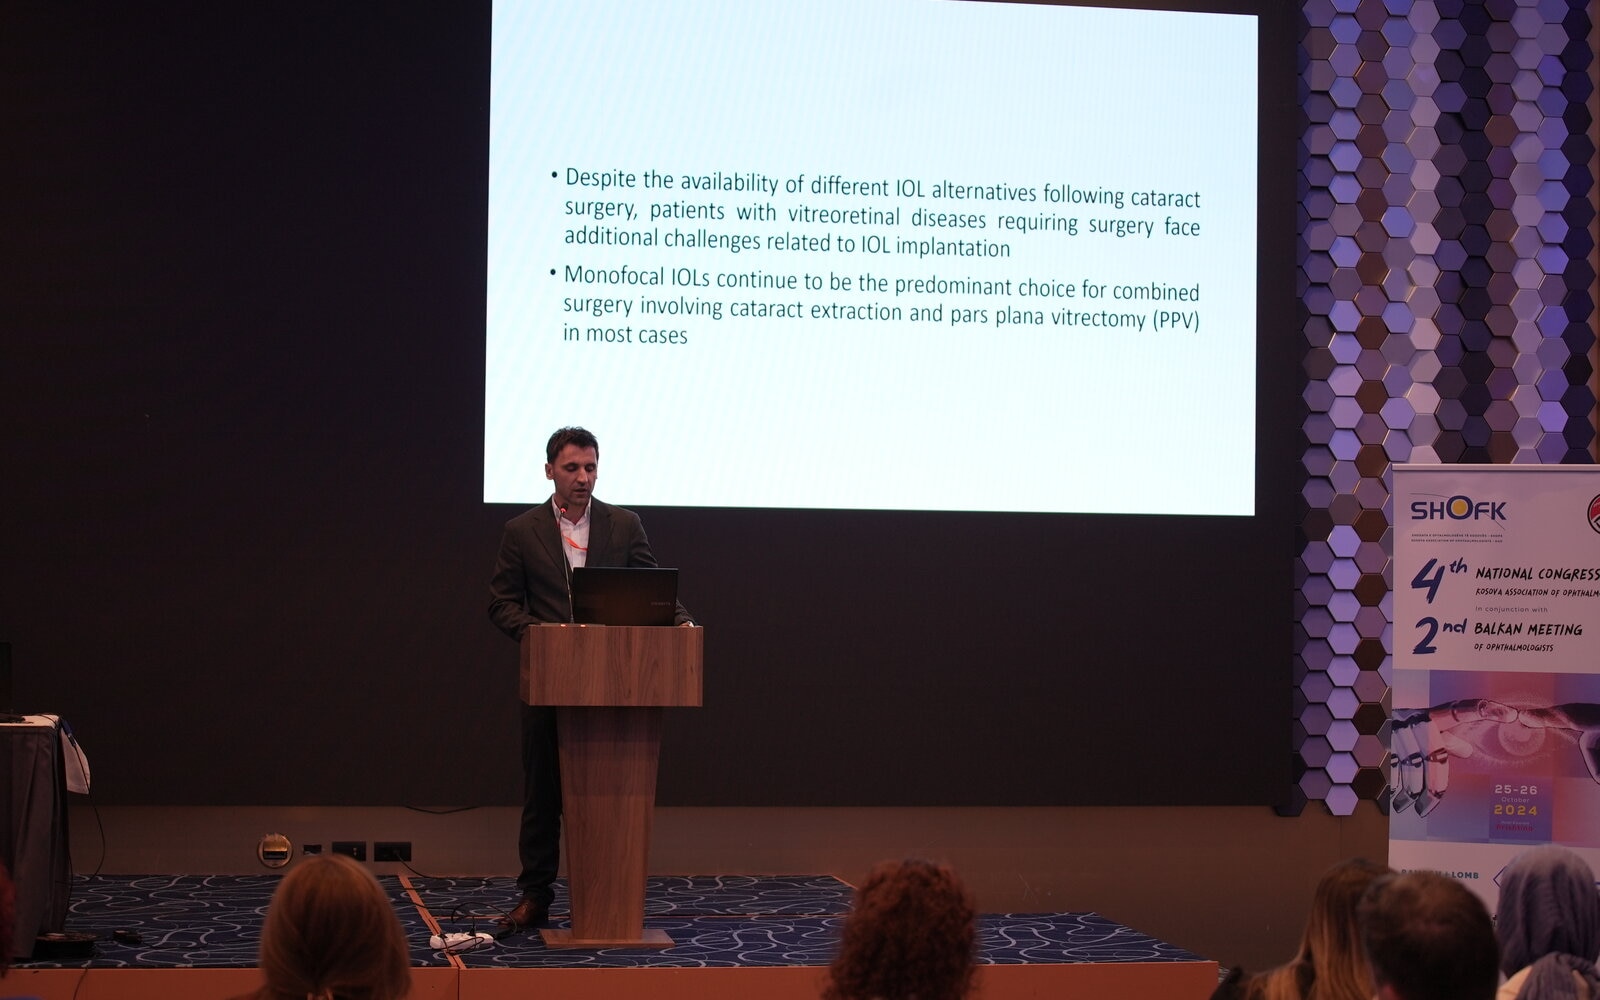 • Despite the availability of different IOL alternatives following cataract
surgery, patients with vitreoretinal diseases requiring surgery face
additional challenges related to IOL implantation
• Monofocal IOLs continue to be the predominant choice for combined
surgery involving cataract extraction and pars plana vitrectomy (PPV)
in most cases
SHOFK
4th NATIONAL CONGRESS
KOSOVA ASSOCIATION OF
In conjunction with
2nd BALKAN MEETING
OF OPHTHALMOLOGISTS
25-26
October
2024